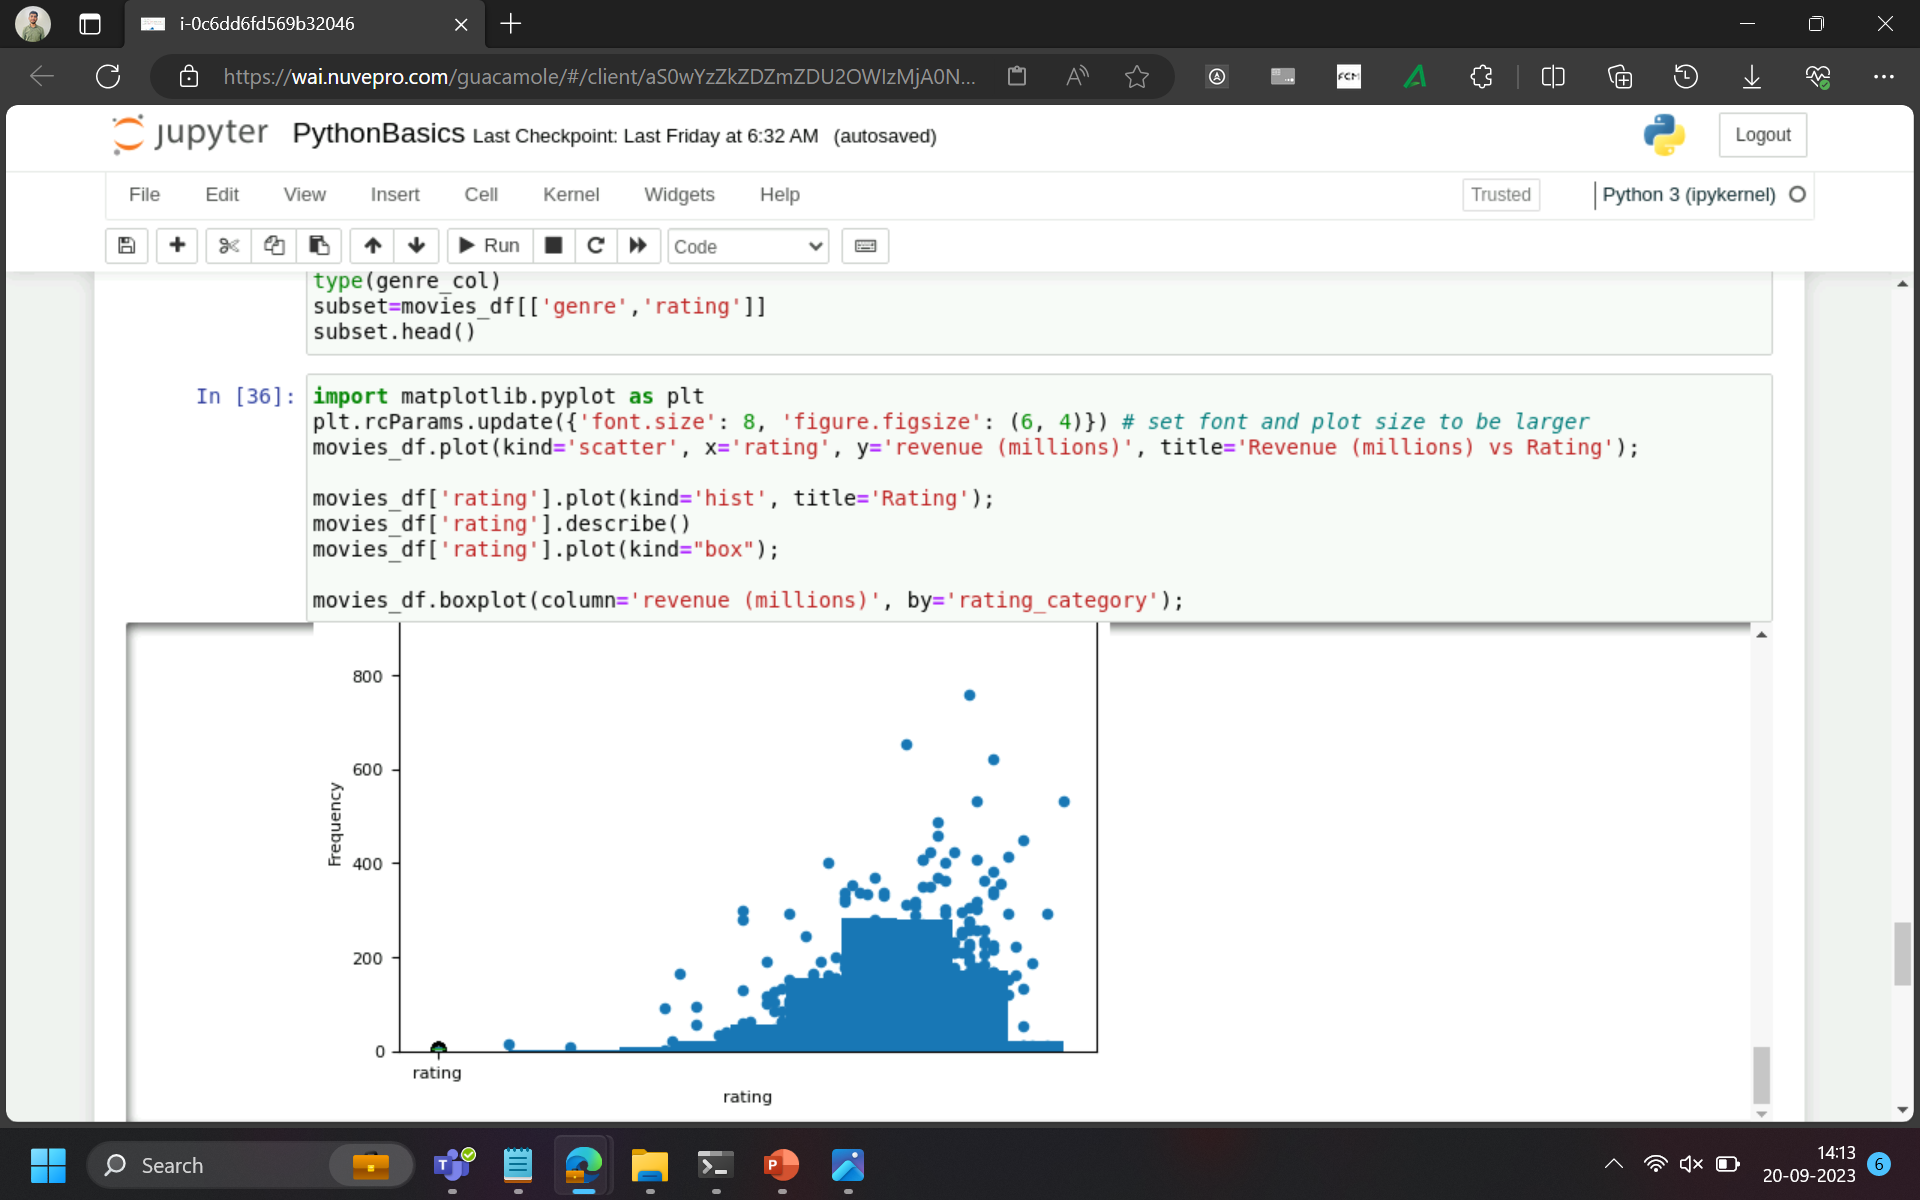 i-0c6dd6fd569b32046
https://wai.nuvepro.com/guacamole/#/client/aS0wYzZkZDZmZDU2OWIzMjA0N...
FCM
jupyter PythonBasics Last Checkpoint: Last Friday at 6:32 AM (autosaved)
Logout
File Edit View Insert Cell Kernel Widgets Help
Trusted
Python 3 (ipykernel)
Run
Code
type(genre_col)
subset=movies_df[['genre','rating']]
subset.head()
In [36]:
import matplotlib.pyplot as plt
plt.rcParams.update({'font.size': 8, 'figure.figsize': (6, 4)}) # set font and plot size to be larger
movies_df.plot(kind='scatter', x='rating', y='revenue (millions)', title='Revenue (millions) vs Rating');
movies_df['rating'].plot(kind='hist', title='Rating');
movies_df['rating'].describe()
movies_df['rating'].plot(kind="box");
movies_df.boxplot(column='revenue (millions)', by='rating_category');
800
600
Frequency
400
200
0
rating
rating
Search
14:13
20-09-2023
6